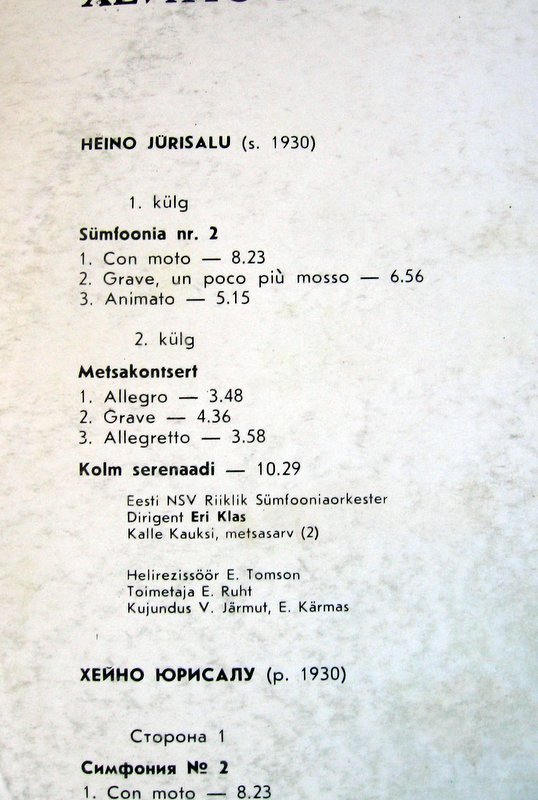 HEINO JÜRISALU (s. 1930)
1. külg
Sümfoonia nr. 2
1. Con moto — 8.23
2. Grave, un poco più mosso — 6.56
3. Animato — 5.15
2. külg
Metsakontsert
1. Allegro — 3.48
2. Grave — 4.36
3. Allegretto — 3.58
Kolm serenaadi — 10.29
Eesti NSV Riiklik Sümfooniaorkester
Dirigent Eri Klas
Kalle Kauksi, metsasarv (2)
Helirezissöör E. Tomson
Toimetaja E. Ruht
Kujundus V. Järmut, E. Kärmas
ХЕЙНО ЮРИСАЛУ (р. 1930)
Сторона 1
Симфония № 2
1. Con moto — 8.23